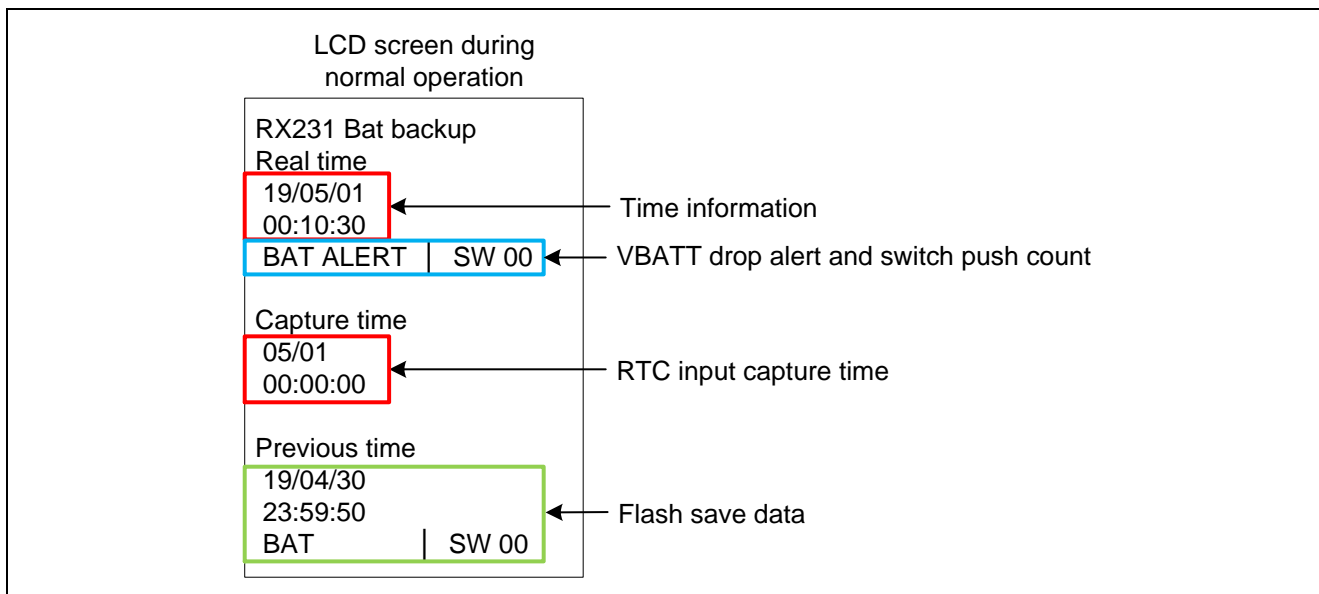 LCD screen during
normal operation
RX231 Bat backup
Real time
19/05/01
00:10:30
Time information
BAT ALERT | SW 00
VBATT drop alert and switch push count
Capture time
05/01
00:00:00
RTC input capture time
Previous time
19/04/30
23:59:50
Flash save data
BAT | SW 00